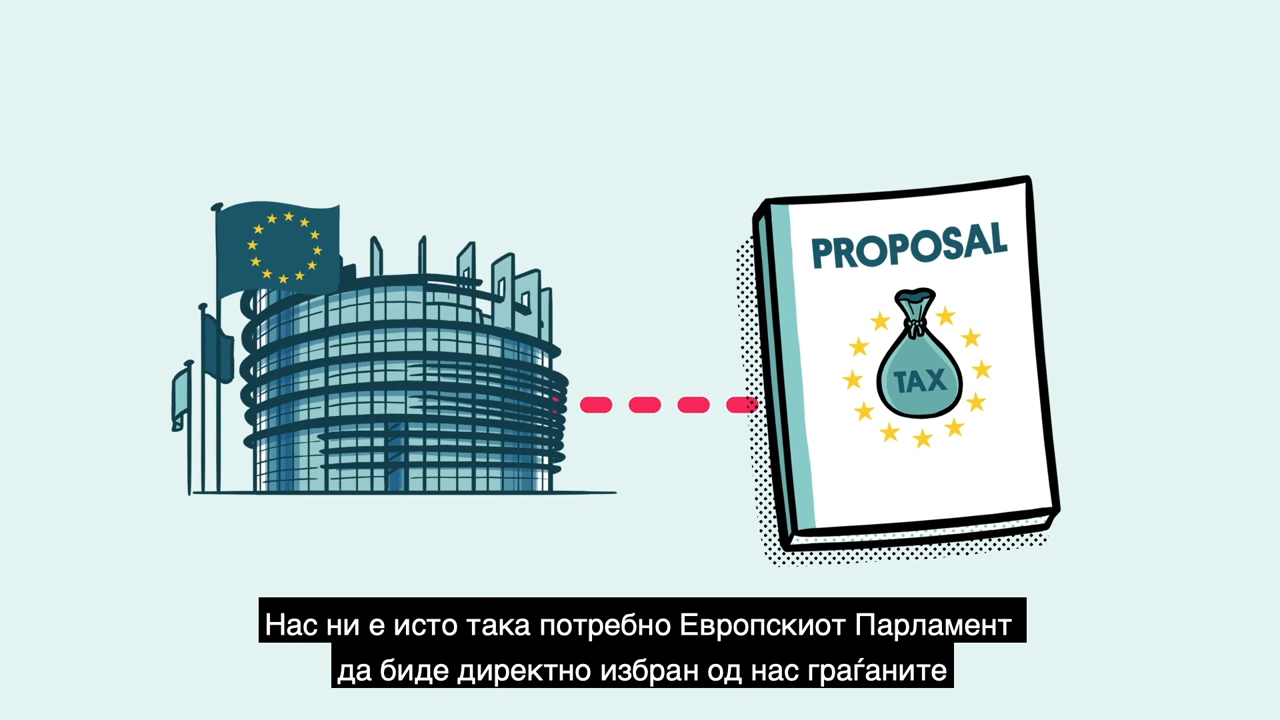 PROPOSAL
TAX
Нас ни е исто така потребно Европскиот Парламент
да биде директно избран од нас граѓаните